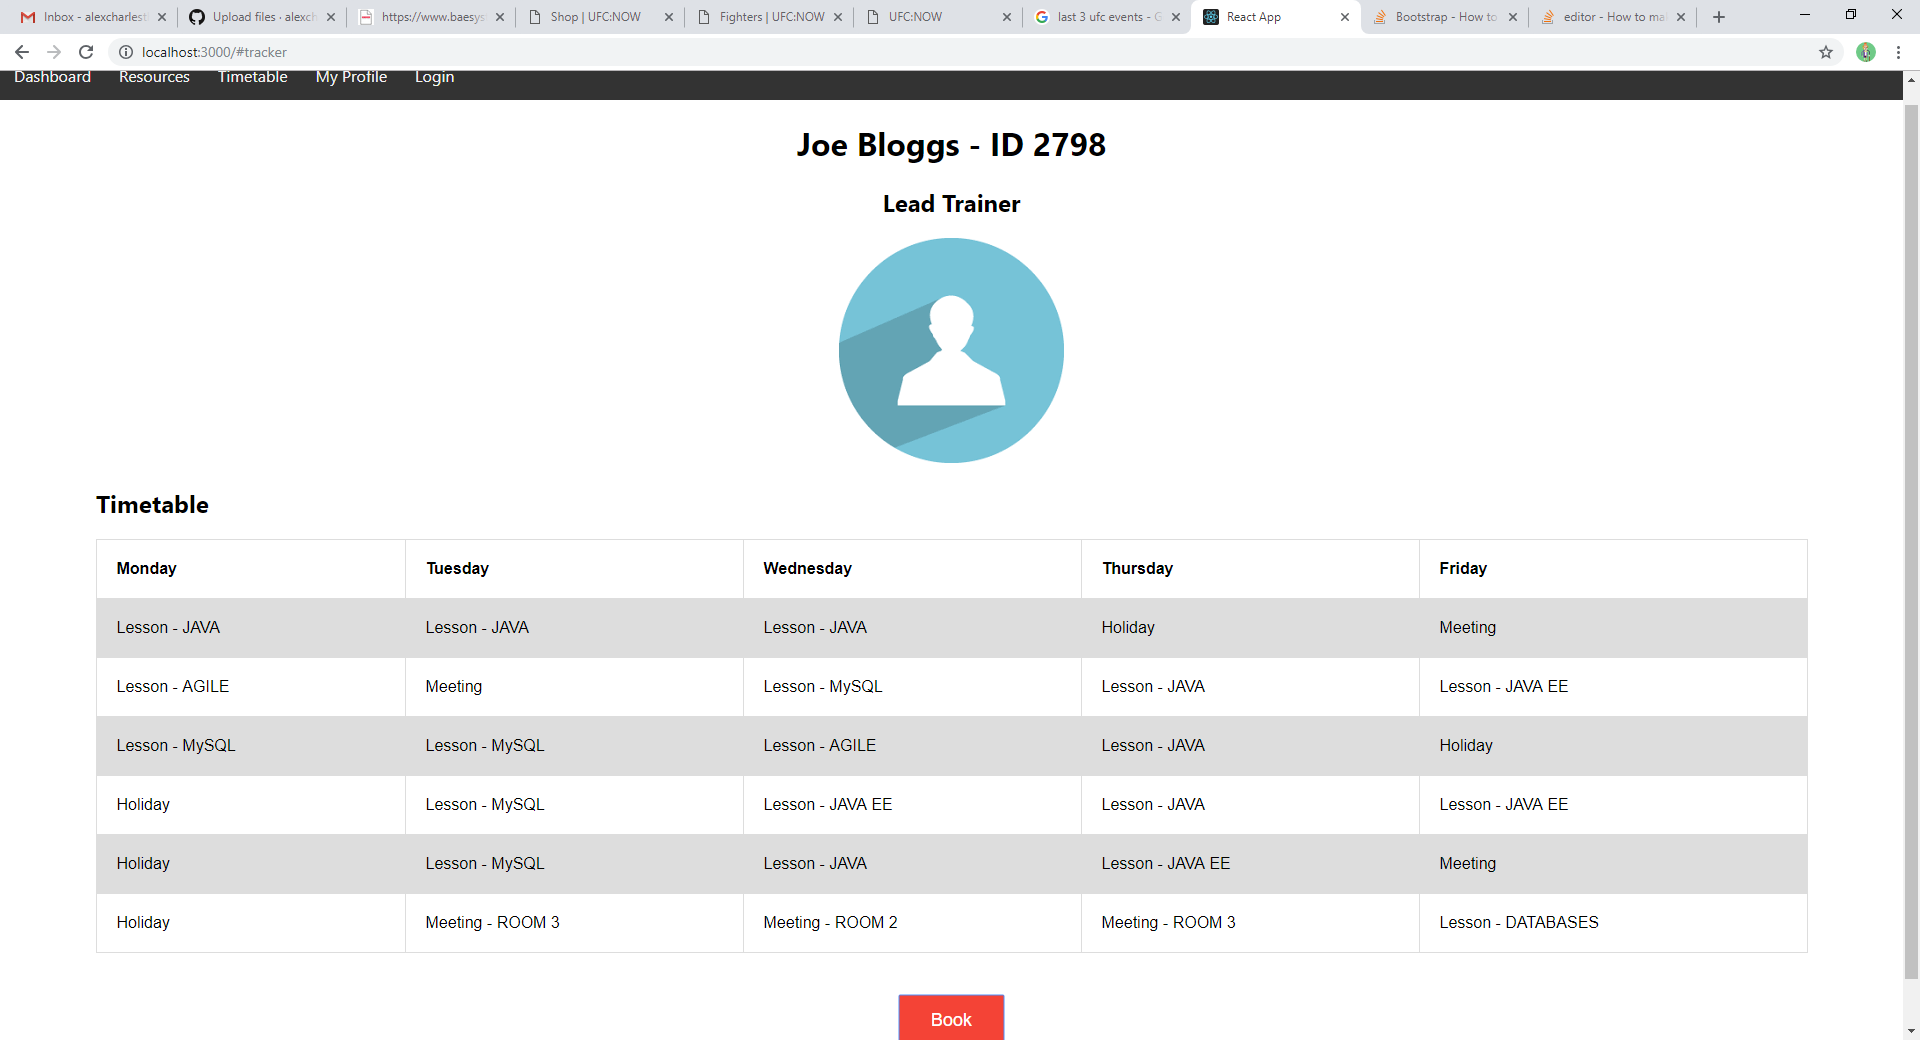 Inbox - alexcharlest Upload files · alexch https://www.baesys Shop | UFC:NOW Fighters | UFC:NOW UFC:NOW last 3 ufc events - G React App Bootstrap - How to editor - How to mak
localhost:3000/#tracker
Dashboard Resources Timetable My Profile Login
Joe Bloggs - ID 2798
Lead Trainer
Timetable
Monday Tuesday Wednesday Thursday Friday
Lesson - JAVA Lesson - JAVA Lesson - JAVA Holiday Meeting
Lesson - AGILE Meeting Lesson - MySQL Lesson - JAVA Lesson - JAVA EE
Lesson - MySQL Lesson - MySQL Lesson - AGILE Lesson - JAVA Holiday
Holiday Lesson - MySQL Lesson - JAVA EE Lesson - JAVA Lesson - JAVA EE
Holiday Lesson - MySQL Lesson - JAVA Lesson - JAVA EE Meeting
Holiday Meeting - ROOM 3 Meeting - ROOM 2 Meeting - ROOM 3 Lesson - DATABASES
Book